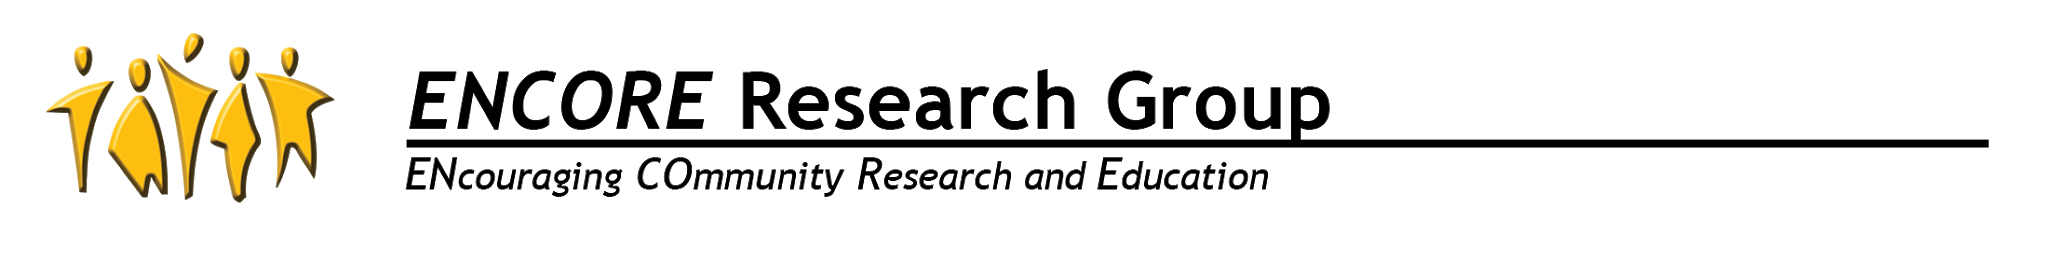 ENCORE Research Group
ENcouraging COmmunity Research and Education